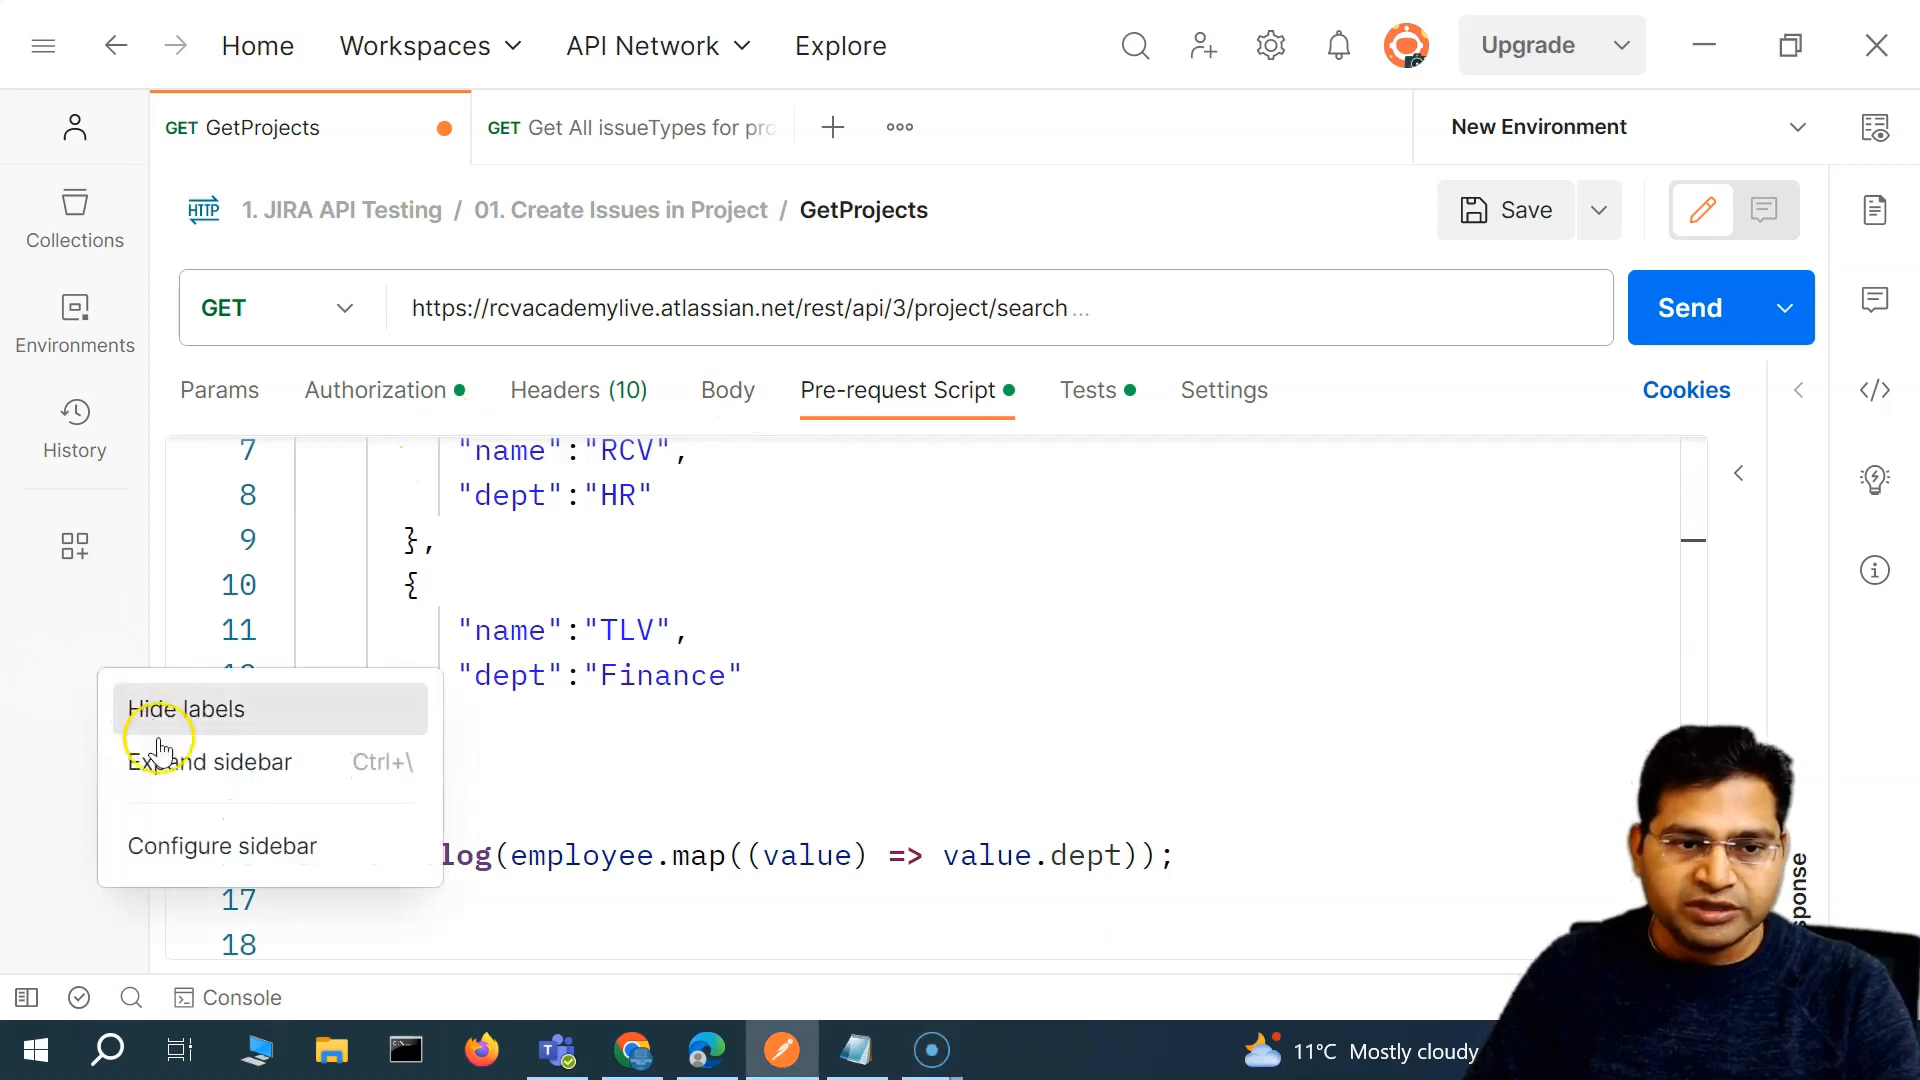 Home Workspaces API Network Explore Upgrade
GET GetProjects GET Get All issueTypes for pro New Environment
HTTP 1. JIRA API Testing / 01. Create Issues in Project / GetProjects Save
Collections
GET https://rcvacademylive.atlassian.net/rest/api/3/project/search ... Send
Environments
Params Authorization Headers (10) Body Pre-request Script Tests Settings Cookies
History
7 "name":"RCV",
8 "dept":"HR"
9 },
10 {
11 "name":"TLV",
"dept":"Finance"
Hide labels
Expand sidebar Ctrl+\
Configure sidebar
log(employee.map((value) => value.dept));
17
18
Console
11°C Mostly cloudy